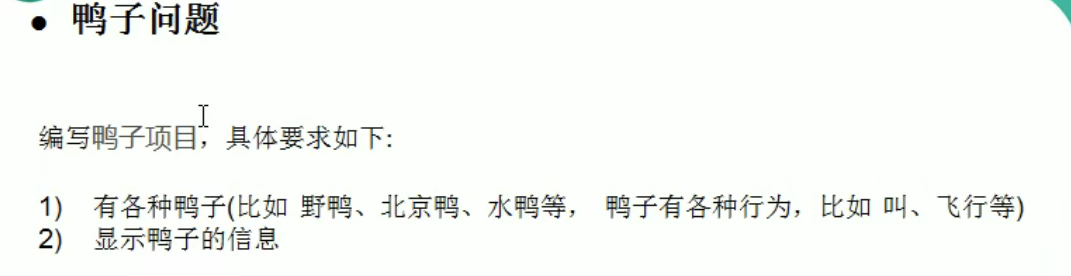 ● 鸭子问题
编写鸭子项目，具体要求如下:
1) 有各种鸭子(比如 野鸭、北京鸭、水鸭等， 鸭子有各种行为，比如 叫、飞行等)
2) 显示鸭子的信息